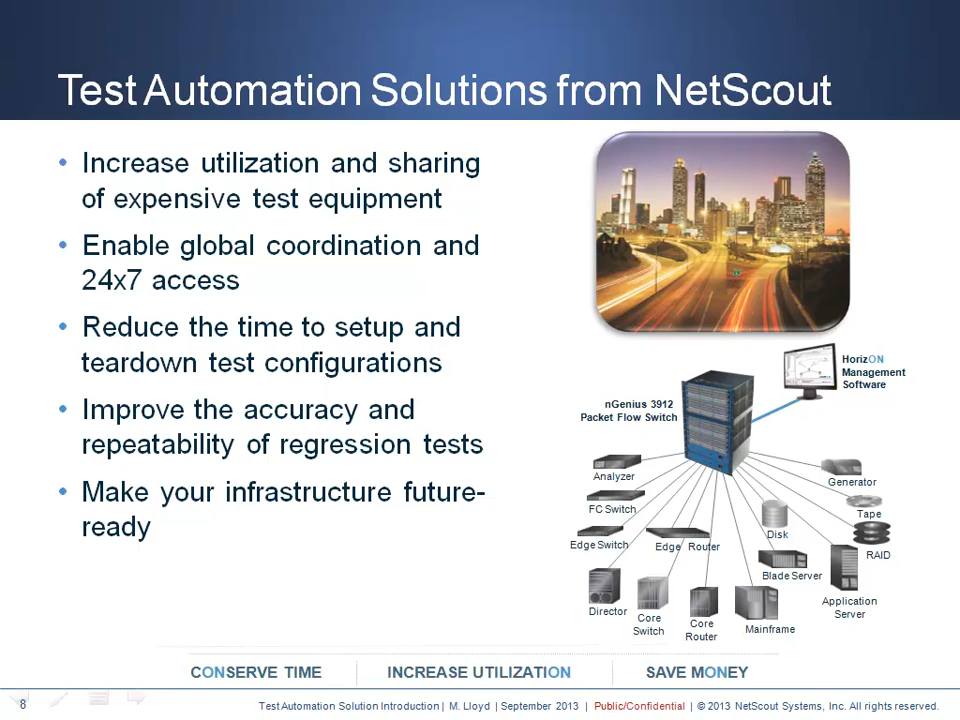 Test Automation Solutions from NetScout
• Increase utilization and sharing
of expensive test equipment
• Enable global coordination and
24x7 access
• Reduce the time to setup and
teardown test configurations
• Improve the accuracy and
repeatability of regression tests
• Make your infrastructure future-
ready
HorizON
Management
Software
nGenius 3912
Packet Flow Switch
Analyzer
Generator
FC Switch
Tape
Disk
Edge Switch
Edge Router
RAID
Blade Server
Director
Core
Switch
Core
Router
Mainframe
Application
Server
CONSERVE TIME
INCREASE UTILIZATION
SAVE MONEY
8
Test Automation Solution Introduction | M. Lloyd | September 2013 | Public/Confidential | © 2013 NetScout Systems, Inc. All rights reserved.